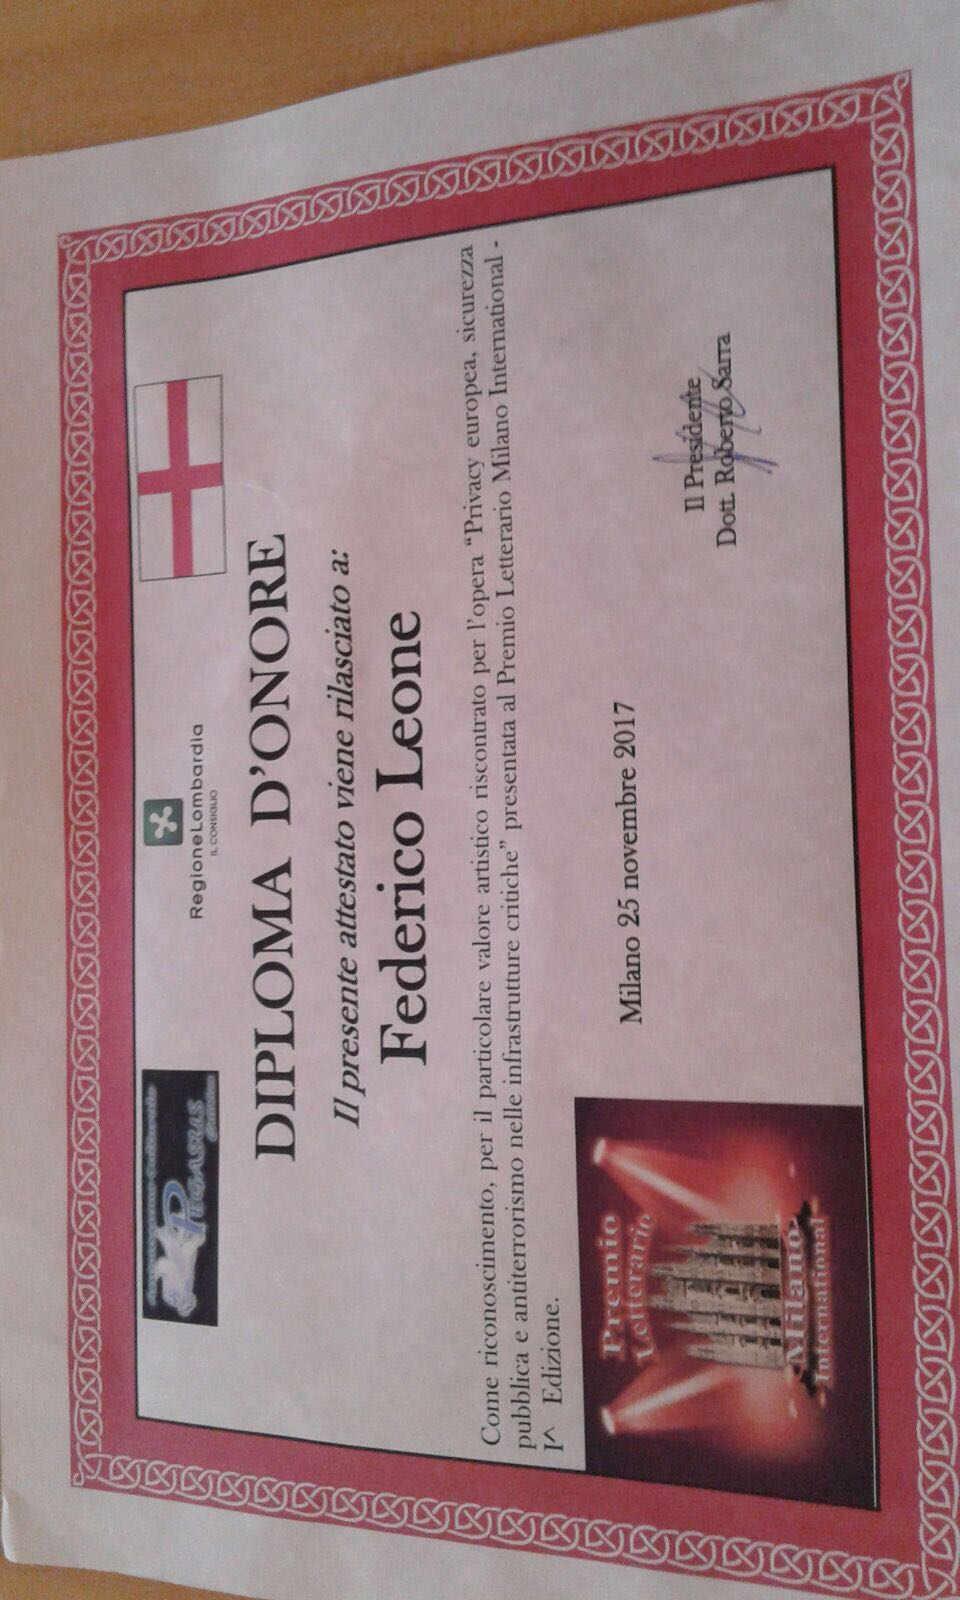 PEGASUS
RegioneLombardia
IL CONSIGLIO
DIPLOMA D'ONORE
Il presente attestato viene rilasciato a:
Federico Leone
Come riconoscimento, per il particolare valore artistico riscontrato per l'opera “Privacy europea, sicurezza
pubblica e antiterrorismo nelle infrastrutture critiche” presentata al Premio Letterario Milano International -
I^ Edizione.
Premio
Letterario
Milano
International
Milano 25 novembre 2017
Il Presidente
Dott. Roberto Sarra